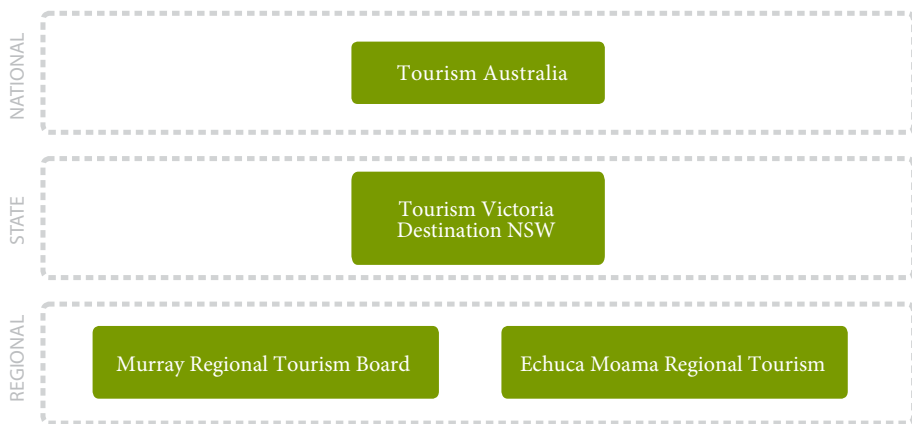 NATIONAL
Tourism Australia
STATE
Tourism Victoria
Destination NSW
REGIONAL
Murray Regional Tourism Board
Echuca Moama Regional Tourism